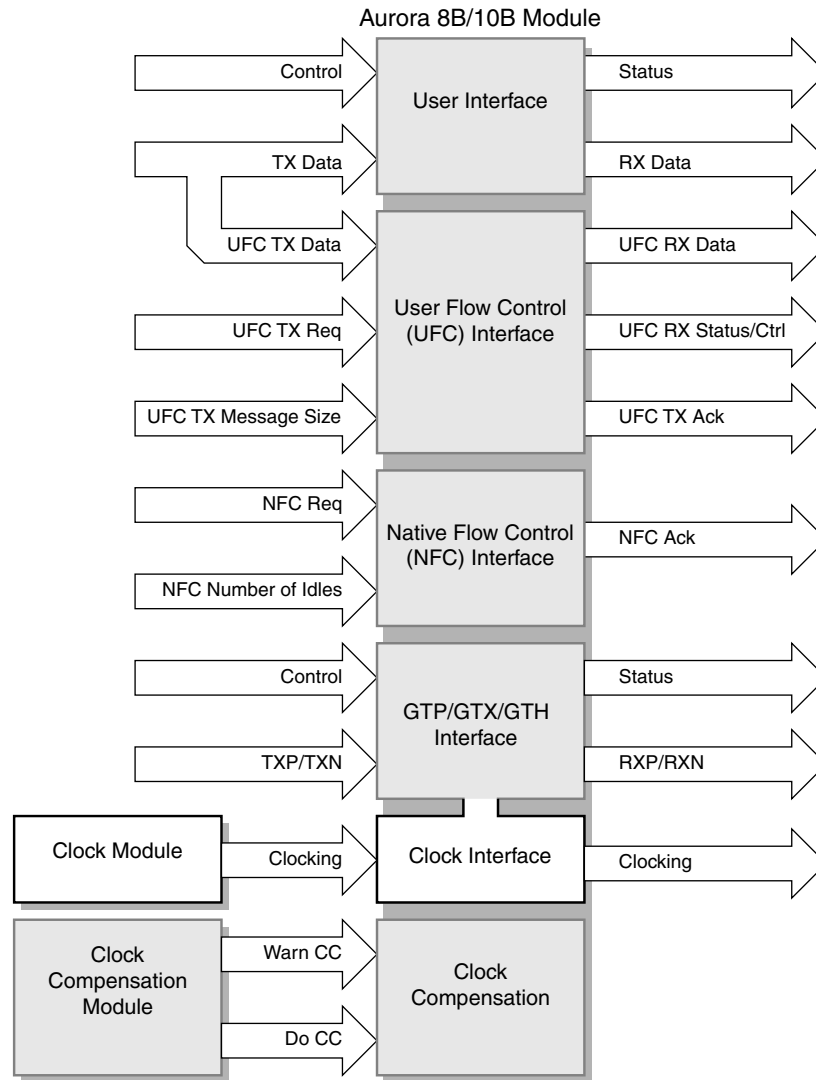 Aurora 8B/10B Module
Control
User Interface
Status
TX Data
RX Data
UFC TX Data
UFC RX Data
User Flow Control
(UFC) Interface
UFC TX Req
UFC RX Status/Ctrl
UFC TX Message Size
UFC TX Ack
NFC Req
Native Flow Control
(NFC) Interface
NFC Ack
NFC Number of Idles
Control
Status
GTP/GTX/GTH
Interface
TXP/TXN
RXP/RXN
Clock Module
Clocking
Clock Interface
Clocking
Clock
Compensation
Module
Warn CC
Do CC
Clock
Compensation